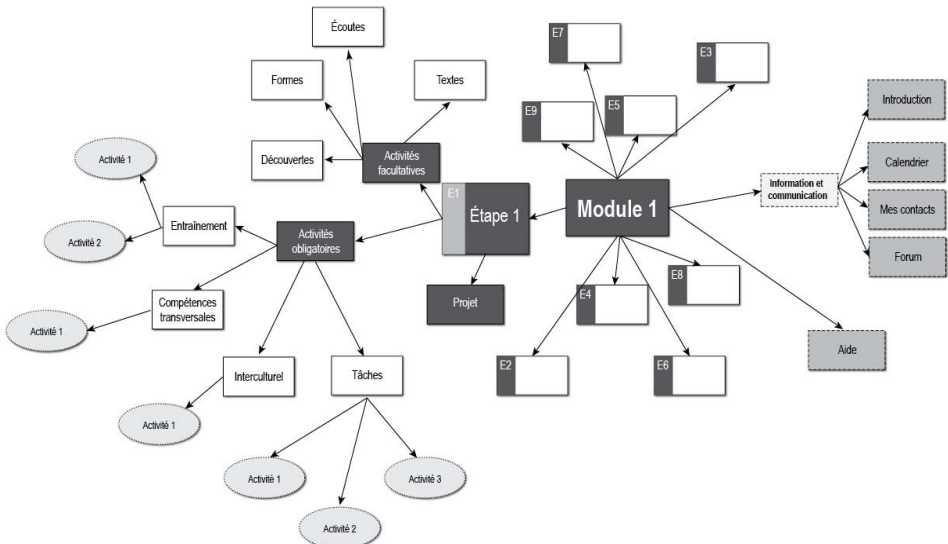 Écoutes
Formes
Textes
Découvertes
Activités
facultatives
E7
E3
E9
E5
Introduction
Calendrier
Mes contacts
Forum
Information et
communication
Activité 1
Activité 2
Entraînement
Activités
obligatoires
E1
Étape 1
Module 1
Projet
Compétences
transversales
Activité 1
Interculturel
Tâches
Activité 1
Activité 1
Activité 2
Activité 3
E4
E8
E2
E6
Aide